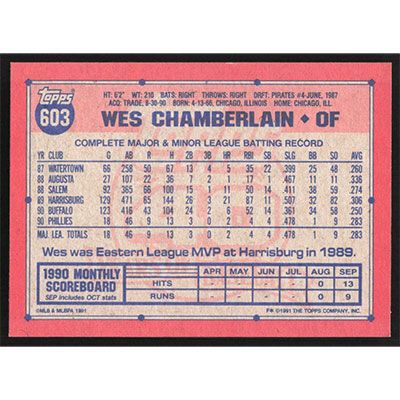 Topps
603
HT: 6'2" WT: 210 BATS: RIGHT THROWS: RIGHT DRFT: PIRATES #4-JUNE, 1987
ACQ: TRADE, 8-30-90 BORN: 4-13-66, CHICAGO, ILLINOIS HOME: CHICAGO, ILL
WES CHAMBERLAIN ◆ OF
COMPLETE MAJOR & MINOR LEAGUE BATTING RECORD
YR CLUB G AB R H 2B 3B HR RBI SB SLG BB SO AVG
87 WATERTOWN 66 258 50 67 13 4 5 35 22 .399 25 48 .260
88 AUGUSTA 27 107 22 36 7 2 1 17 1 .468 11 11 .336
88 SALEM 92 365 66 100 15 1 11 50 14 .411 38 59 .274
89 HARRISBURG 129 471 65 144 26 3 21 87 11 .507 32 82 .306
90 BUFFALO 123 416 43 104 24 2 6 52 14 .361 34 58 .250
90 PHILLIES 18 46 9 13 3 0 2 4 4 .478 1 9 .283
MAJ. LEA. TOTALS 18 46 9 13 3 0 2 4 4 .478 1 9 .283
Wes was Eastern League MVP at Harrisburg in 1989.
1990 MONTHLY SCOREBOARD APR MAY JUN JUL AUG SEP
HITS 0 13
SEP includes OCT stats RUNS 0 9
©MLB & MLBPA 1991 F* ©1991 THE TOPPS COMPANY, INC.